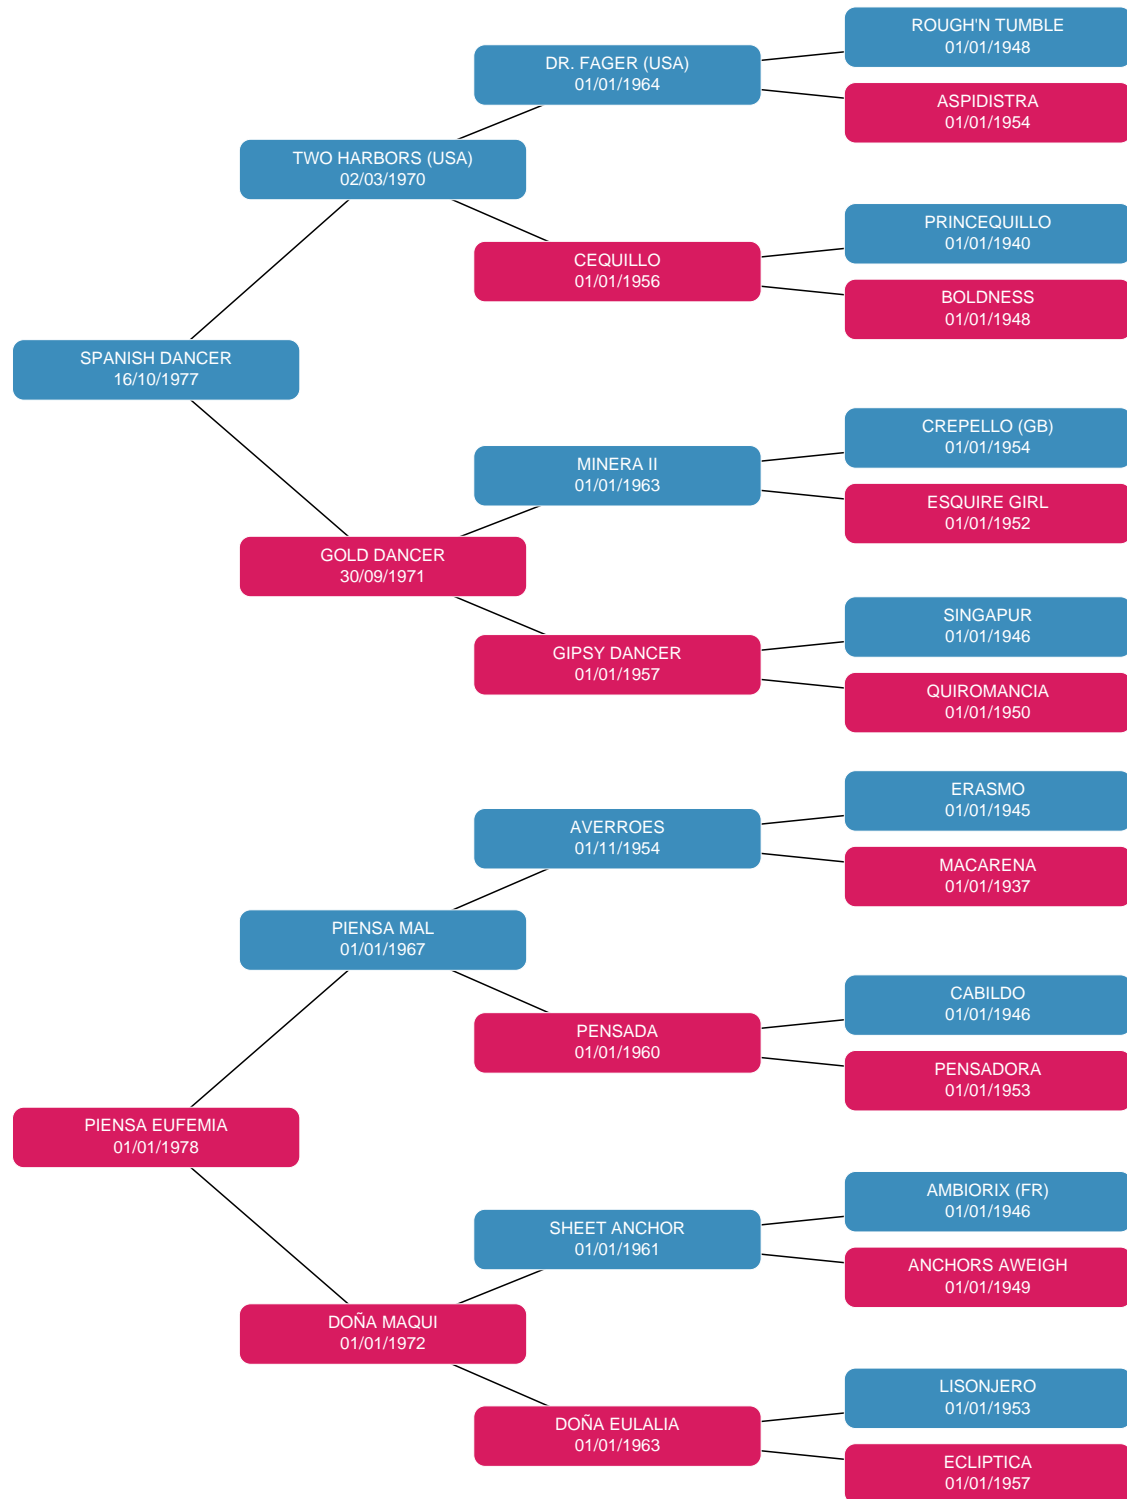 ROUGH'N TUMBLE
01/01/1948
DR. FAGER (USA)
01/01/1964
ASPIDISTRA
01/01/1954
TWO HARBORS (USA)
02/03/1970
PRINCEQUILLO
01/01/1940
CEQUILLO
01/01/1956
BOLDNESS
01/01/1948
SPANISH DANCER
16/10/1977
CREPELLO (GB)
01/01/1954
MINERA II
01/01/1963
ESQUIRE GIRL
01/01/1952
GOLD DANCER
30/09/1971
SINGAPUR
01/01/1946
GIPSY DANCER
01/01/1957
QUIROMANCIA
01/01/1950
ERASMO
01/01/1945
AVERROES
01/11/1954
MACARENA
01/01/1937
PIENSA MAL
01/01/1967
CABILDO
01/01/1946
PENSADA
01/01/1960
PENSADORA
01/01/1953
PIENSA EUFEMIA
01/01/1978
AMBIORIX (FR)
01/01/1946
SHEET ANCHOR
01/01/1961
ANCHORS AWEIGH
01/01/1949
DOÑA MAQUI
01/01/1972
LISONJERO
01/01/1953
DOÑA EULALIA
01/01/1963
ECLIPTICA
01/01/1957